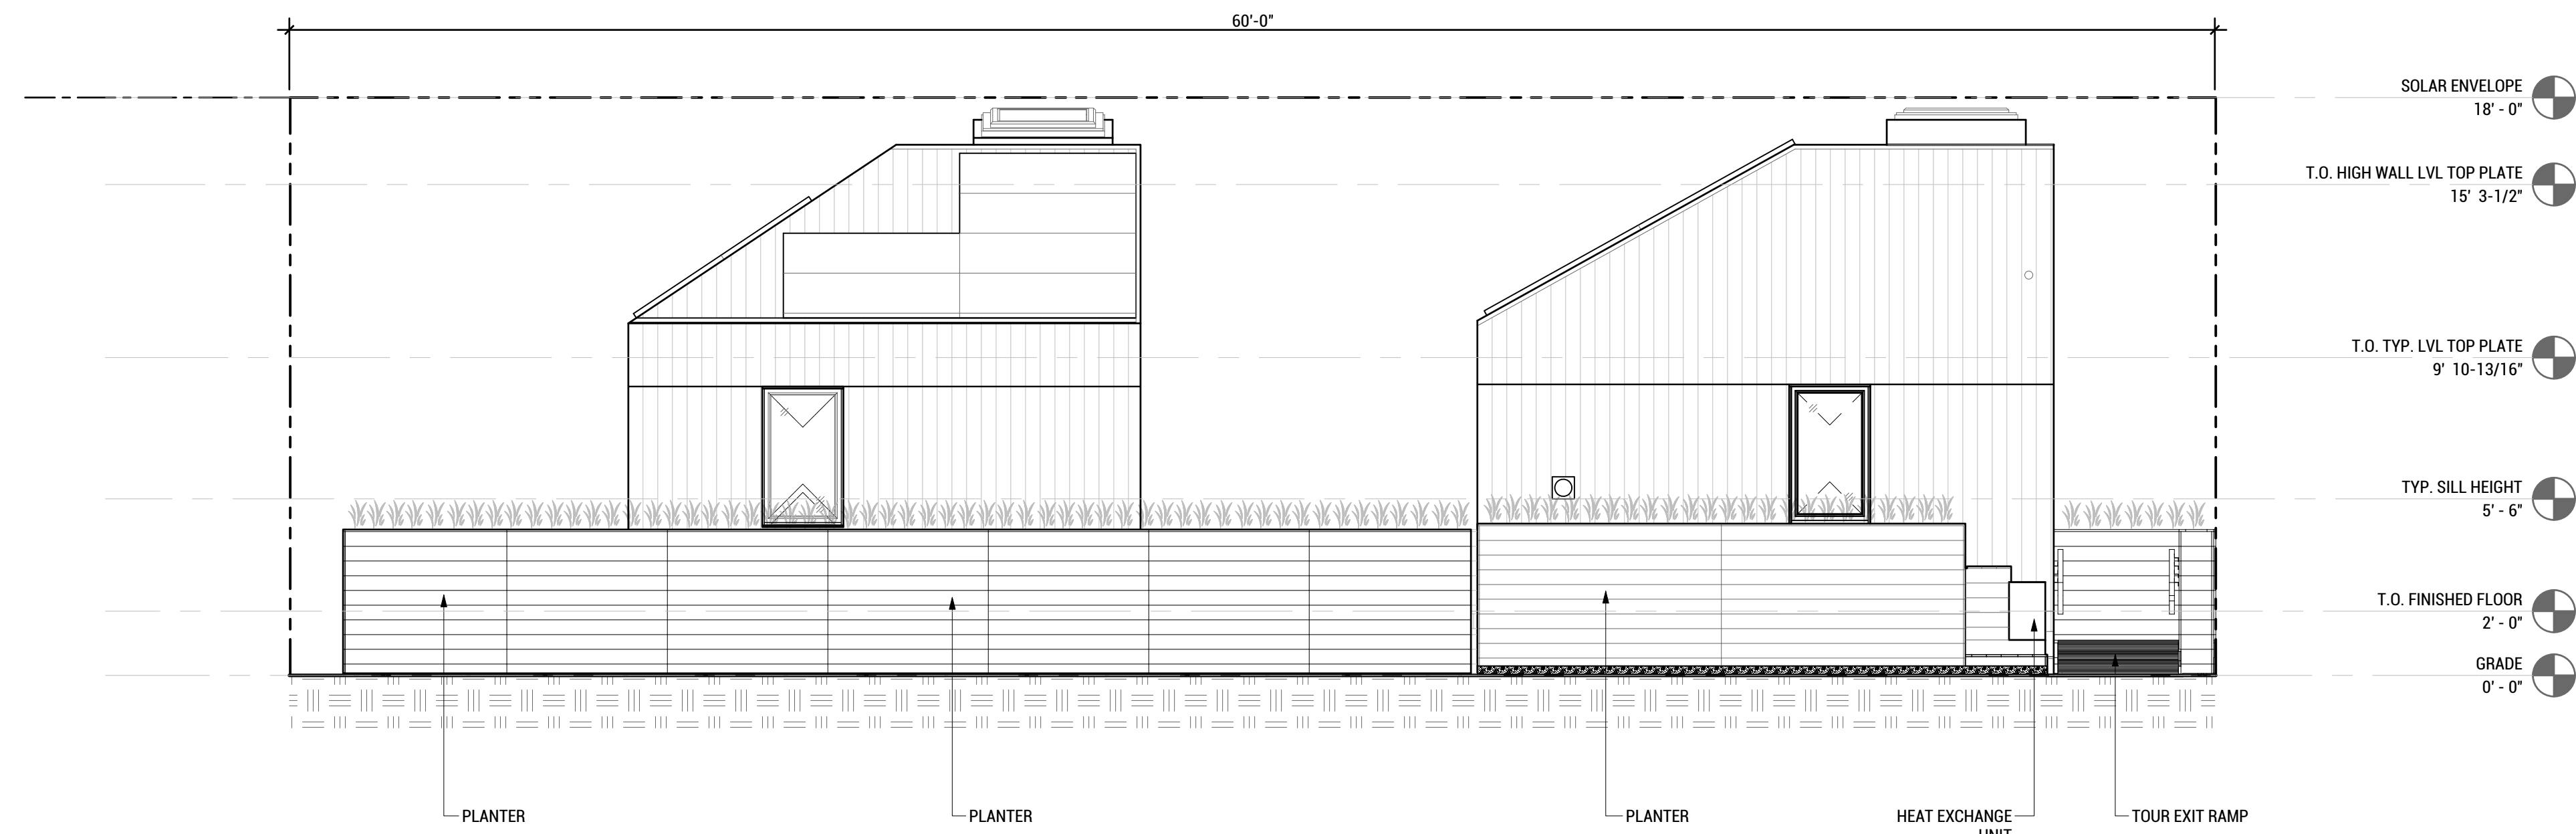 60'-0"
SOLAR ENVELOPE
18' - 0"
T.O. HIGH WALL LVL TOP PLATE
15' 3-1/2"
T.O. TYP. LVL TOP PLATE
9' 10-13/16"
TYP. SILL HEIGHT
5' - 6"
T.O. FINISHED FLOOR
2' - 0"
GRADE
0' - 0"
PLANTER
PLANTER
PLANTER
HEAT EXCHANGE
UNIT
TOUR EXIT RAMP